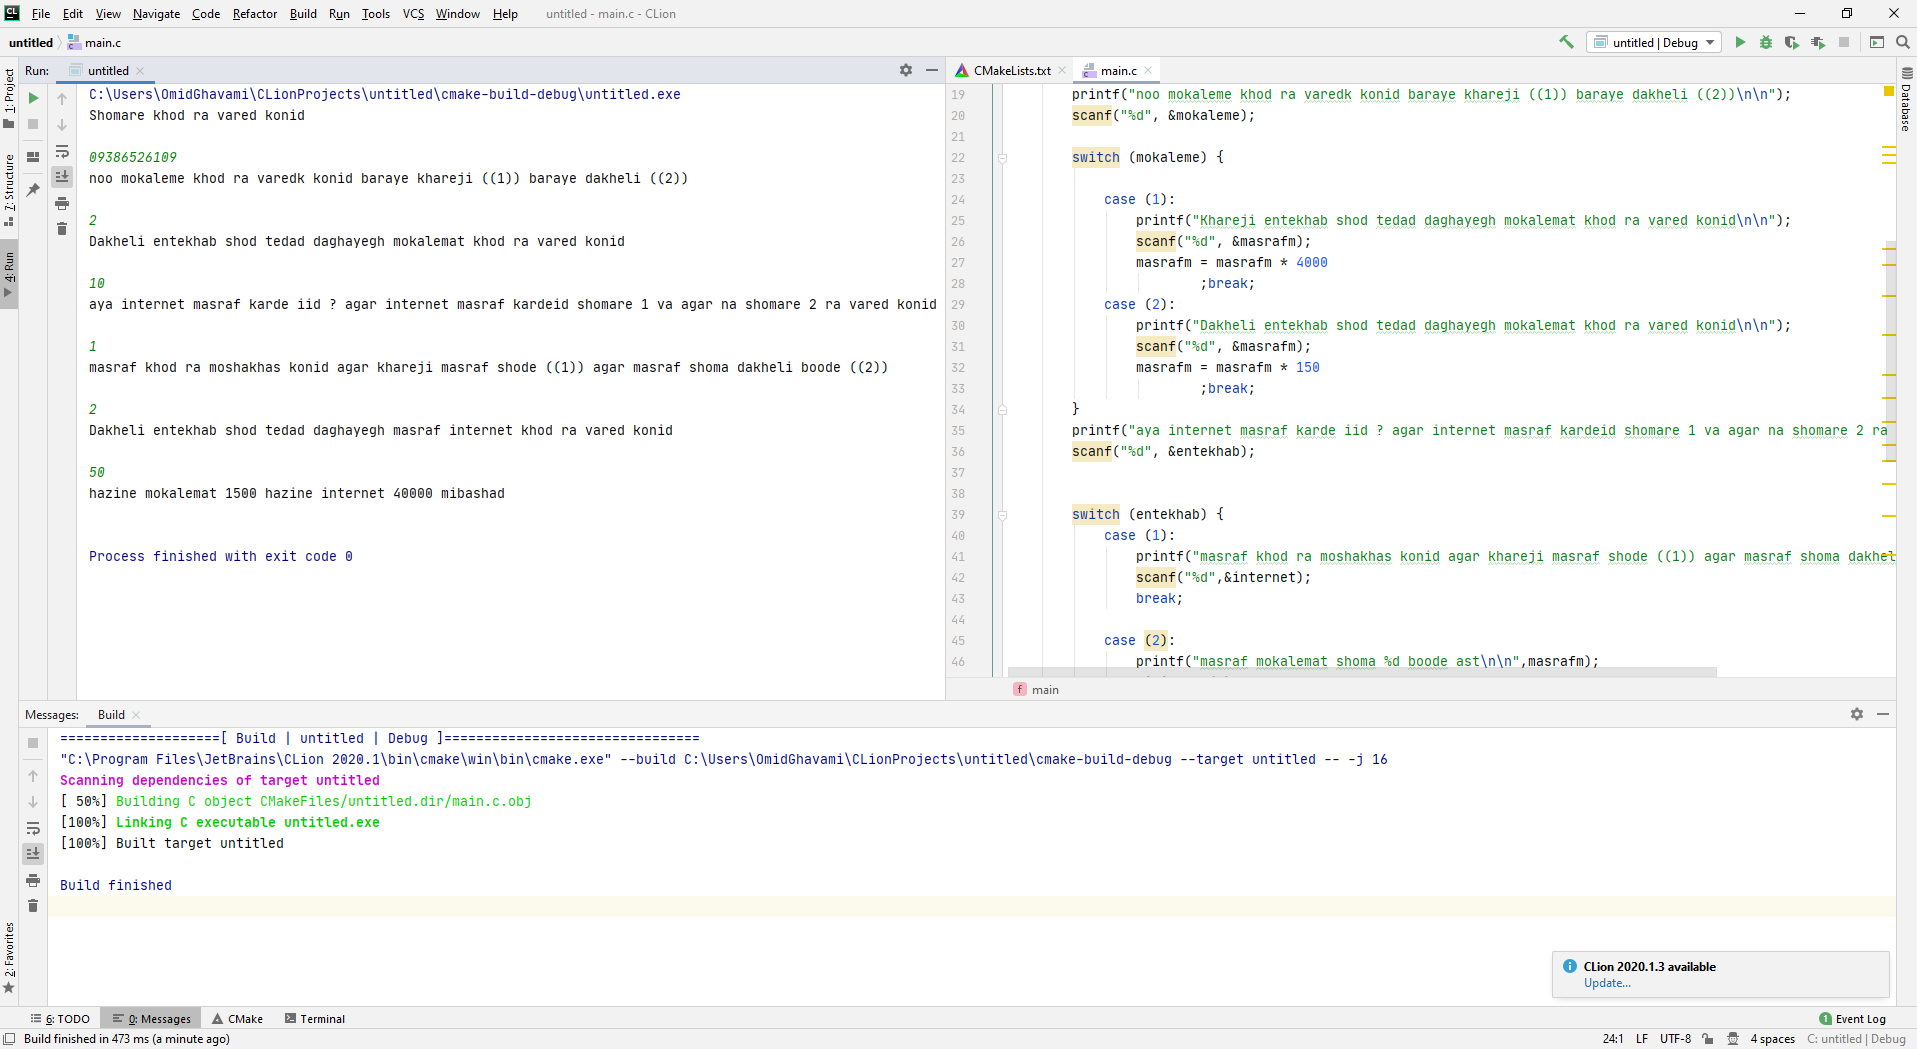 File Edit View Navigate Code Refactor Build Run Tools VCS Window Help untitled - main.c - CLion
untitled main.c untitled | Debug
Run: untitled
C:\Users\OmidGhavami\CLionProjects\untitled\cmake-build-debug\untitled.exe
Shomare khod ra vared konid
09386526109
noo mokaleme khod ra varedk konid baraye khareji ((1)) baraye dakheli ((2))
2
Dakheli entekhab shod tedad daghayegh mokalemat khod ra vared konid
10
aya internet masraf karde iid ? agar internet masraf kardeid shomare 1 va agar na shomare 2 ra vared konid
1
masraf khod ra moshakhas konid agar khareji masraf shode ((1)) agar masraf shoma dakheli boode ((2))
2
Dakheli entekhab shod tedad daghayegh masraf internet khod ra vared konid
50
hazine mokalemat 1500 hazine internet 40000 mibashad
Process finished with exit code 0
CMakeLists.txt main.c
19 printf("noo mokaleme khod ra varedk konid baraye khareji ((1)) baraye dakheli ((2))\n\n");
20 scanf("%d", &mokaleme);
21
22 switch (mokaleme) {
23
24 case (1):
25 printf("Khareji entekhab shod tedad daghayegh mokalemat khod ra vared konid\n\n");
26 scanf("%d", &masrafm);
27 masrafm = masrafm * 4000
28 ;break;
29 case (2):
30 printf("Dakheli entekhab shod tedad daghayegh mokalemat khod ra vared konid\n\n");
31 scanf("%d", &masrafm);
32 masrafm = masrafm * 150
33 ;break;
34 }
35 printf("aya internet masraf karde iid ? agar internet masraf kardeid shomare 1 va agar na shomare 2 ra
36 scanf("%d", &entekhab);
37
38
39 switch (entekhab) {
40 case (1):
41 printf("masraf khod ra moshakhas konid agar khareji masraf shode ((1)) agar masraf shoma dakhel
42 scanf("%d",&internet);
43 break;
44
45 case (2):
46 printf("masraf mokalemat shoma %d boode ast\n\n",masrafm);
f main
1: Project
7: Structure
4: Run
2: Favorites
Database
Messages: Build
====================[ Build | untitled | Debug ]================================
"C:\Program Files\JetBrains\CLion 2020.1\bin\cmake\win\bin\cmake.exe" --build C:\Users\OmidGhavami\CLionProjects\untitled\cmake-build-debug --target untitled -- -j 16
Scanning dependencies of target untitled
[ 50%] Building C object CMakeFiles/untitled.dir/main.c.obj
[100%] Linking C executable untitled.exe
[100%] Built target untitled
Build finished
CLion 2020.1.3 available
Update...
6: TODO 0: Messages CMake Terminal 1 Event Log
Build finished in 473 ms (a minute ago) 24:1 LF UTF-8 4 spaces C: untitled | Debug